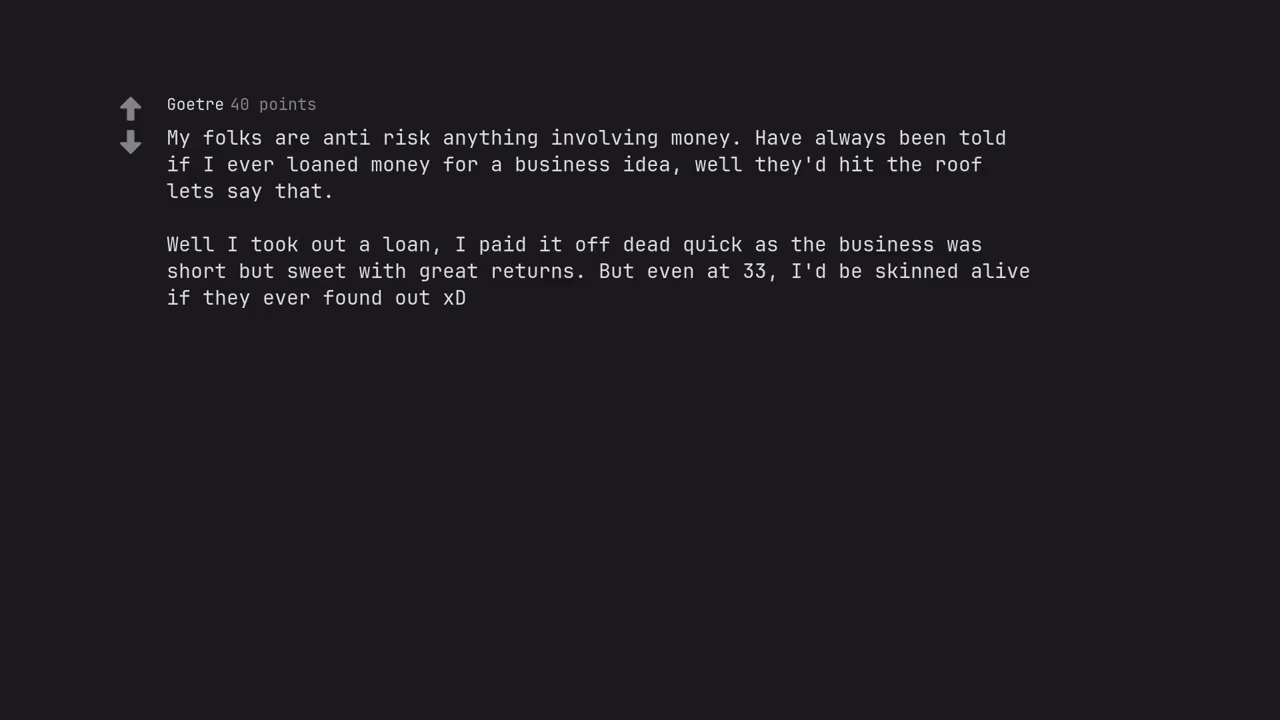 Goetre 40 points
My folks are anti risk anything involving money. Have always been told
if I ever loaned money for a business idea, well they'd hit the roof
lets say that.
Well I took out a loan, I paid it off dead quick as the business was
short but sweet with great returns. But even at 33, I'd be skinned alive
if they ever found out xD